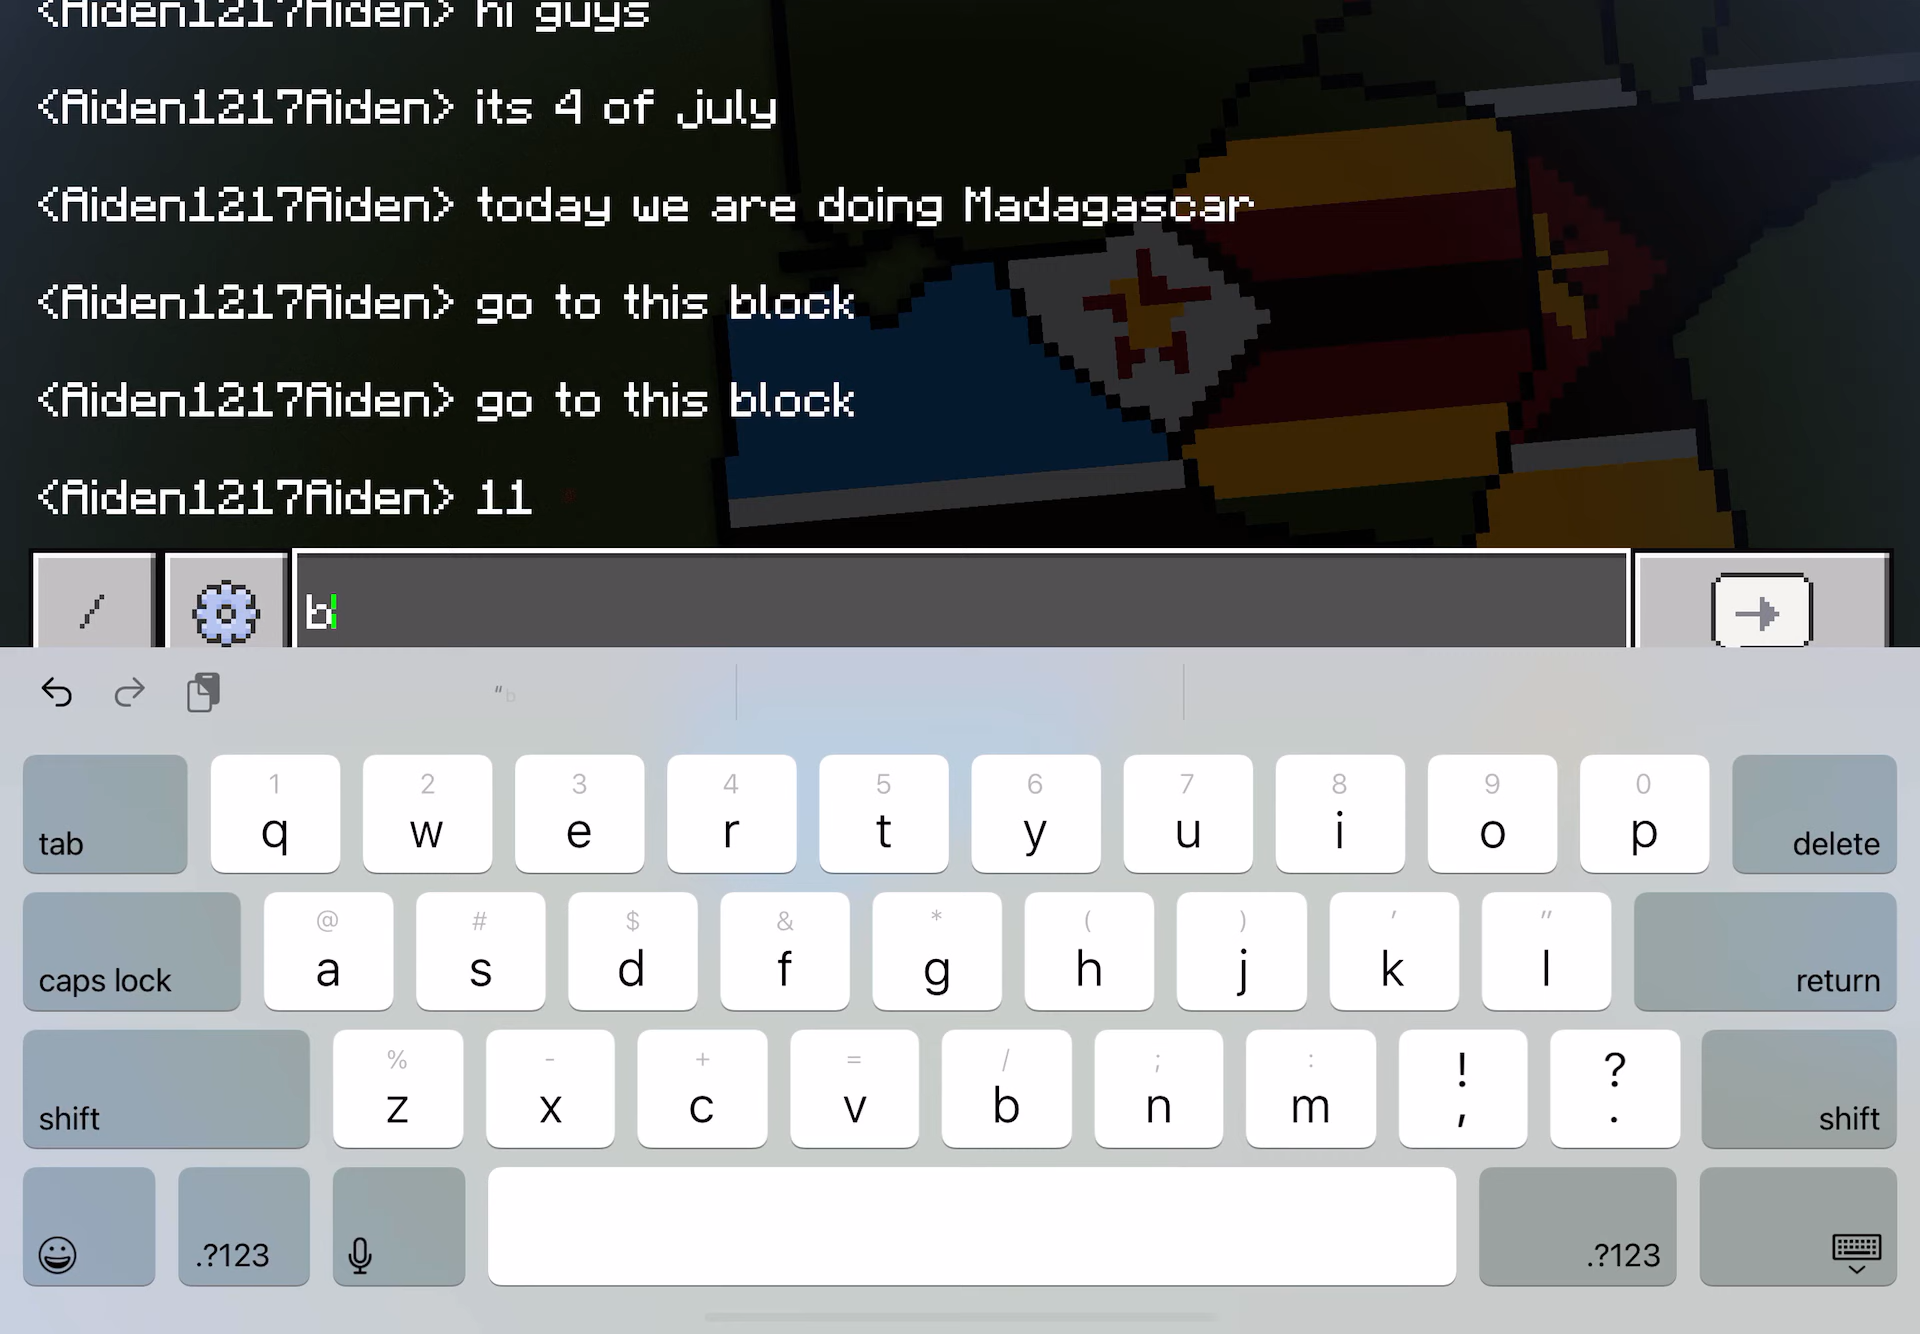 <Aiden1217Aiden> hi guys
<Aiden1217Aiden> its 4 of july
<Aiden1217Aiden> today we are doing Madagascar
<Aiden1217Aiden> go to this block
<Aiden1217Aiden> go to this block
<Aiden1217Aiden> 11
/ b
"b
1 2 3 4 5 6 7 8 9 0
tab q w e r t y u i o p delete
@ # $ & * ( ) ' "
caps lock a s d f g h j k l return
% - + = / ; : ! ?
shift z x c v b n m , . shift
.?123 .?123